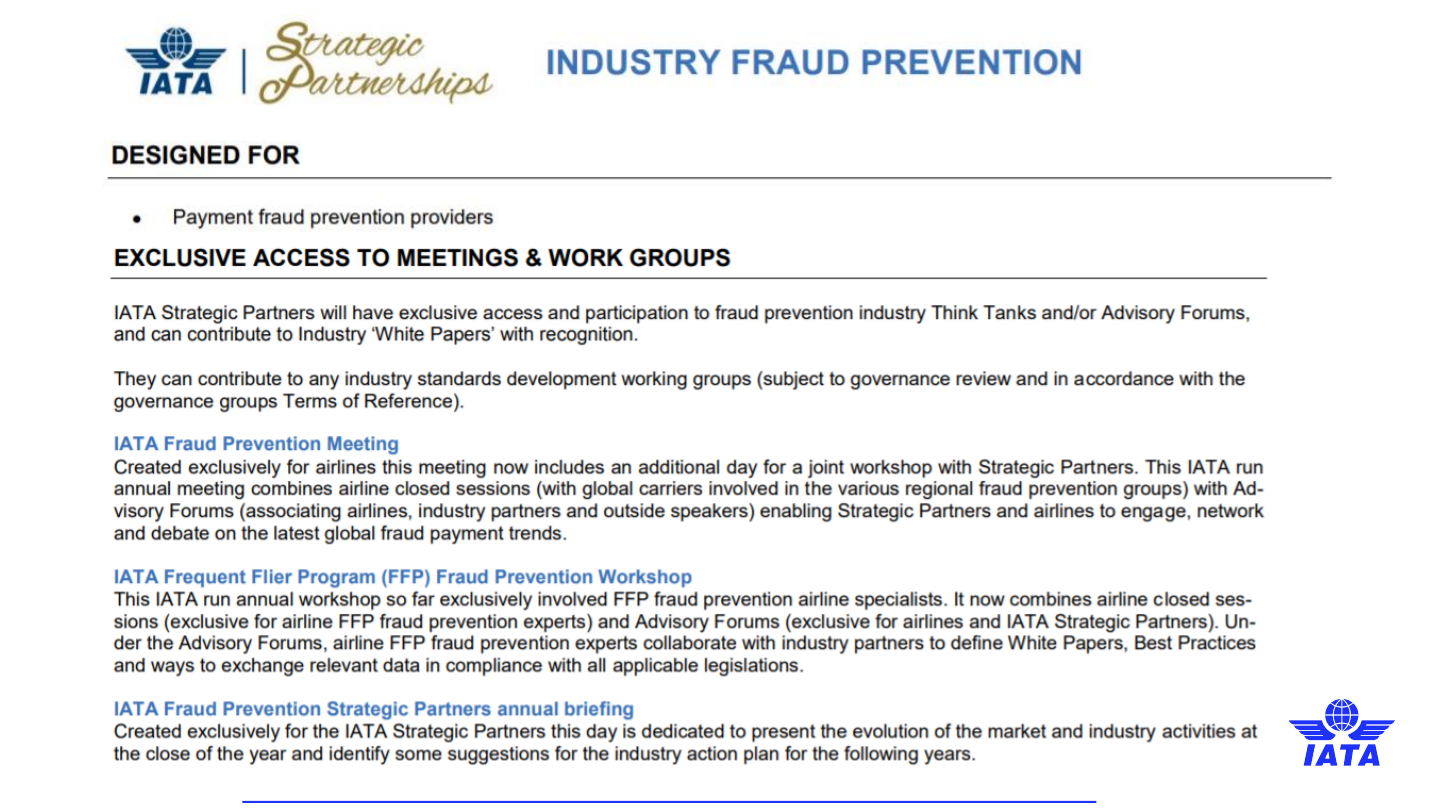 IATA
Strategic
Partnerships
INDUSTRY FRAUD PREVENTION
DESIGNED FOR
• Payment fraud prevention providers
EXCLUSIVE ACCESS TO MEETINGS & WORK GROUPS
IATA Strategic Partners will have exclusive access and participation to fraud prevention industry Think Tanks and/or Advisory Forums,
and can contribute to Industry ‘White Papers’ with recognition.
They can contribute to any industry standards development working groups (subject to governance review and in accordance with the
governance groups Terms of Reference).
IATA Fraud Prevention Meeting
Created exclusively for airlines this meeting now includes an additional day for a joint workshop with Strategic Partners. This IATA run
annual meeting combines airline closed sessions (with global carriers involved in the various regional fraud prevention groups) with Ad-
visory Forums (associating airlines, industry partners and outside speakers) enabling Strategic Partners and airlines to engage, network
and debate on the latest global fraud payment trends.
IATA Frequent Flier Program (FFP) Fraud Prevention Workshop
This IATA run annual workshop so far exclusively involved FFP fraud prevention airline specialists. It now combines airline closed ses-
sions (exclusive for airline FFP fraud prevention experts) and Advisory Forums (exclusive for airlines and IATA Strategic Partners). Un-
der the Advisory Forums, airline FFP fraud prevention experts collaborate with industry partners to define White Papers, Best Practices
and ways to exchange relevant data in compliance with all applicable legislations.
IATA Fraud Prevention Strategic Partners annual briefing
Created exclusively for the IATA Strategic Partners this day is dedicated to present the evolution of the market and industry activities at
the close of the year and identify some suggestions for the industry action plan for the following years.
IATA